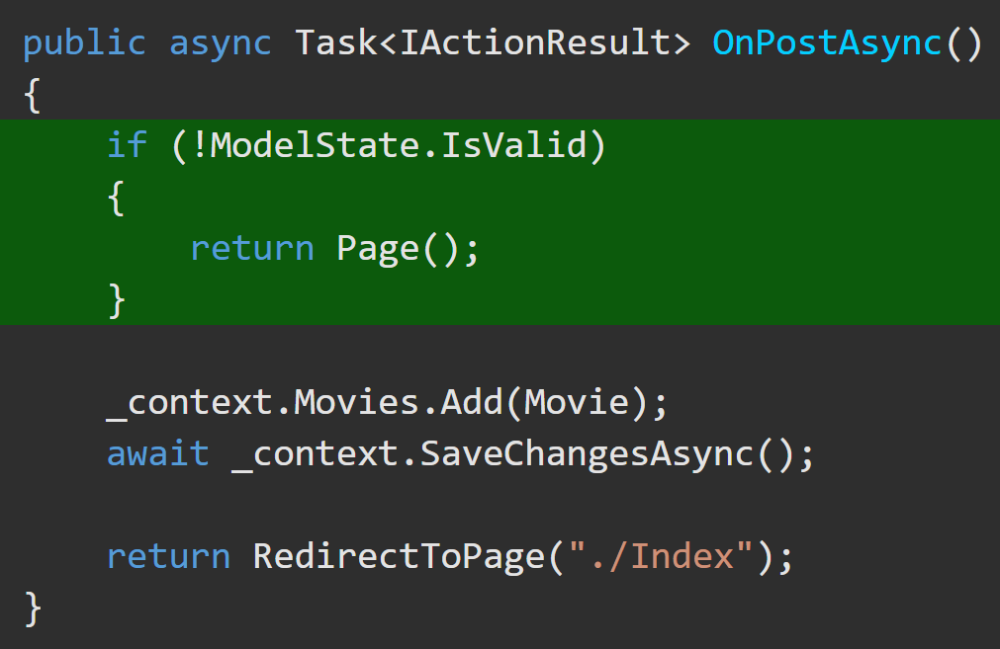 public async Task<IActionResult> OnPostAsync()
{
    if (!ModelState.IsValid)
    {
        return Page();
    }

    _context.Movies.Add(Movie);
    await _context.SaveChangesAsync();

    return RedirectToPage("./Index");
}